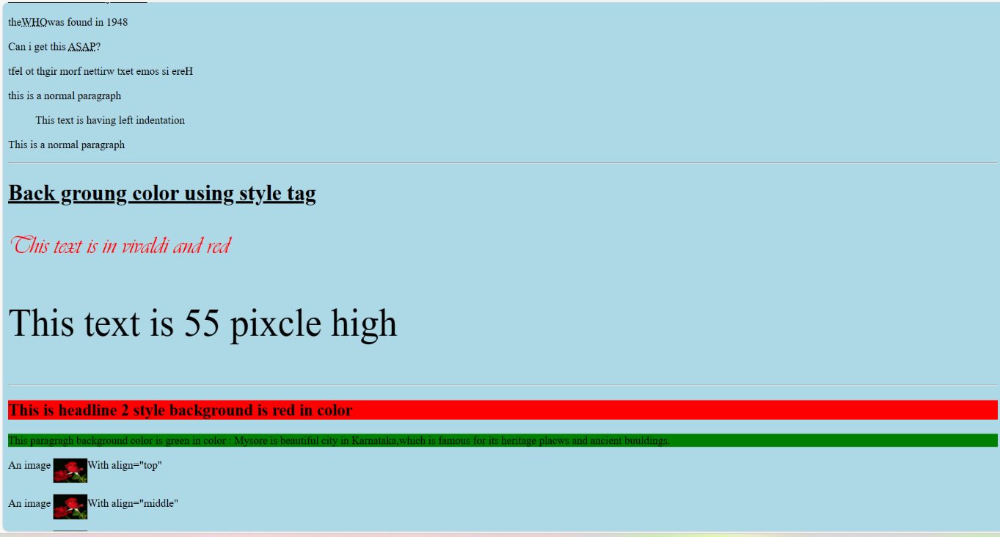 theWHOwas found in 1948
Can i get this ASAP?
tfel ot thgir morf nettirw txet emos si ereH
this is a normal paragraph
This text is having left indentation
This is a normal paragraph
Back groung color using style tag
This text is in vivaldi and red
This text is 55 pixcle high
This is headline 2 style background is red in color
This paragragh background color is green in color : Mysore is beautiful city in Karnataka,which is famous for its heritage placws and ancient buuldings.
An image With align="top"
An image With align="middle"